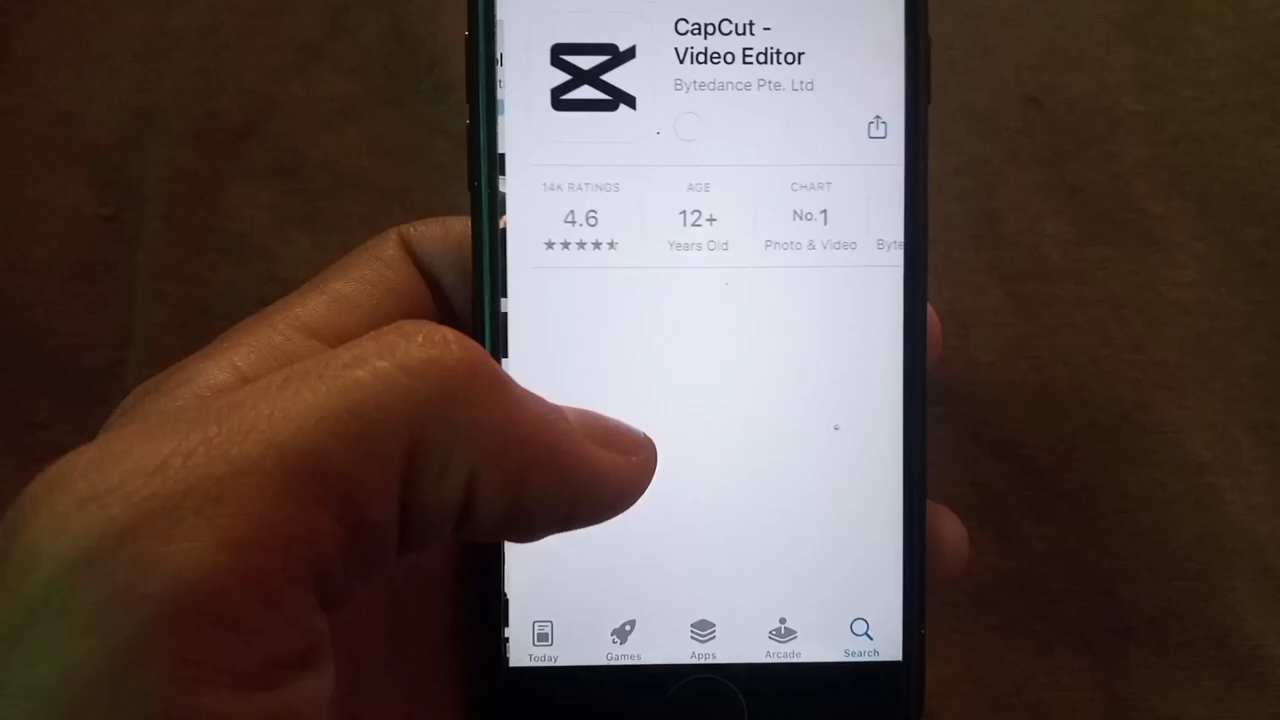 CapCut -
Video Editor
Bytedance Pte. Ltd
14K RATINGS
AGE
CHART
4.6
12+
No.1
Years Old
Photo & Video
Byte
Today
Games
Apps
Arcade
Search